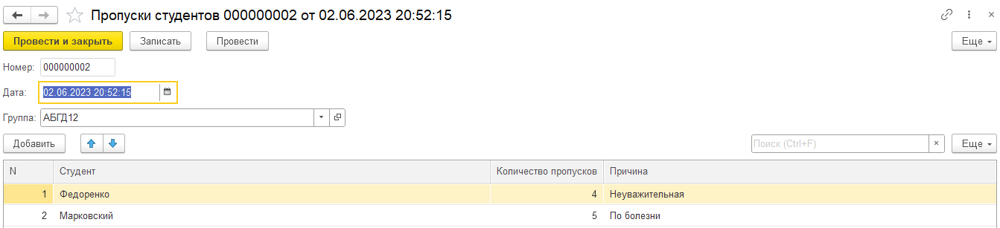 Пропуски студентов 000000002 от 02.06.2023 20:52:15
Провести и закрыть Записать Провести Еще
Номер: 000000002
Дата: 02.06.2023 20:52:15
Группа: АБГД12
Добавить Поиск (Ctrl+F) × Еще
N Студент Количество пропусков Причина
1 Федоренко 4 Неуважительная
2 Марковский 5 По болезни